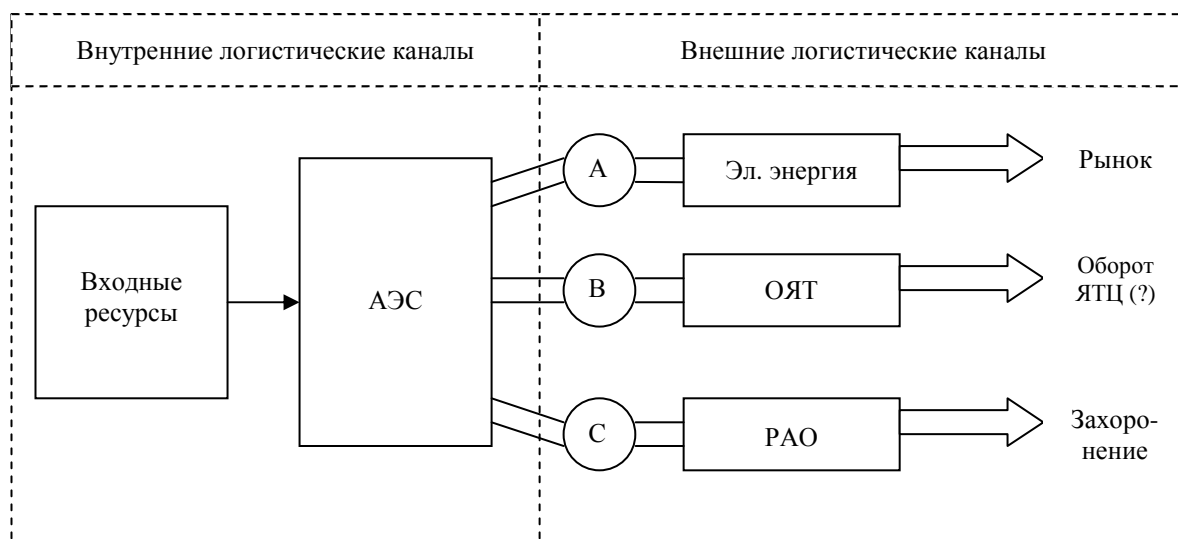 Внутренние логистические каналы
Внешние логистические каналы
Входные
ресурсы
АЭС
А
Эл. энергия
Рынок
В
ОЯТ
Оборот
ЯТЦ (?)
С
РАО
Захоро-
нение